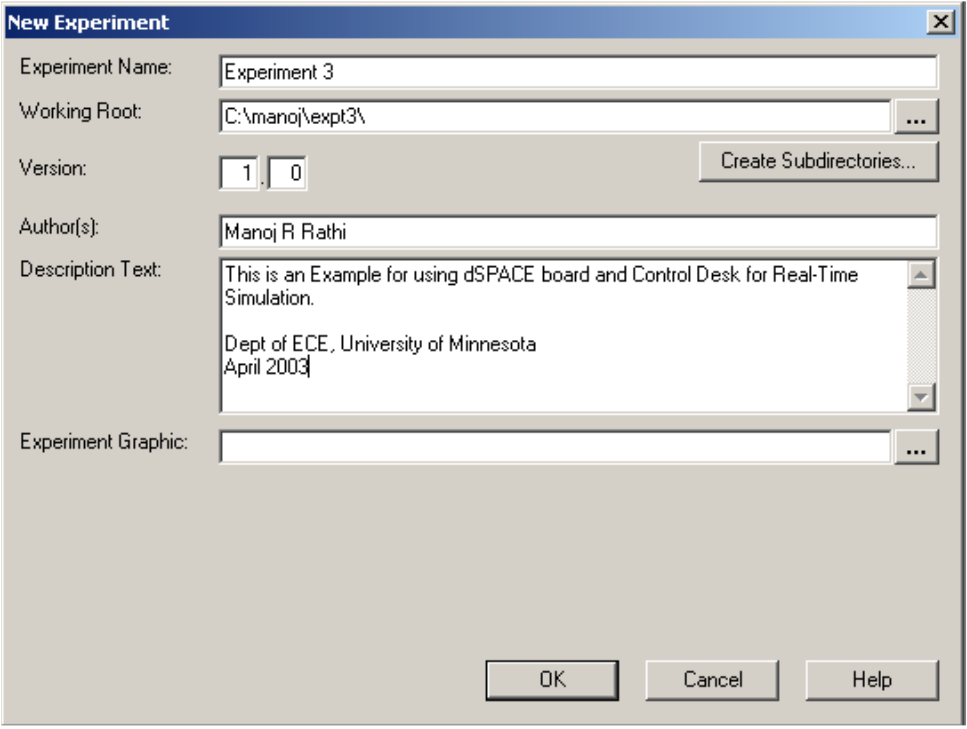 New Experiment
Experiment Name: Experiment 3
Working Root: C:\manoj\expt3\ ...
Version: 1 . 0 Create Subdirectories...
Author(s): Manoj R Rathi
Description Text: This is an Example for using dSPACE board and Control Desk for Real-Time
Simulation.
Dept of ECE, University of Minnesota
April 2003
Experiment Graphic: ...
OK Cancel Help